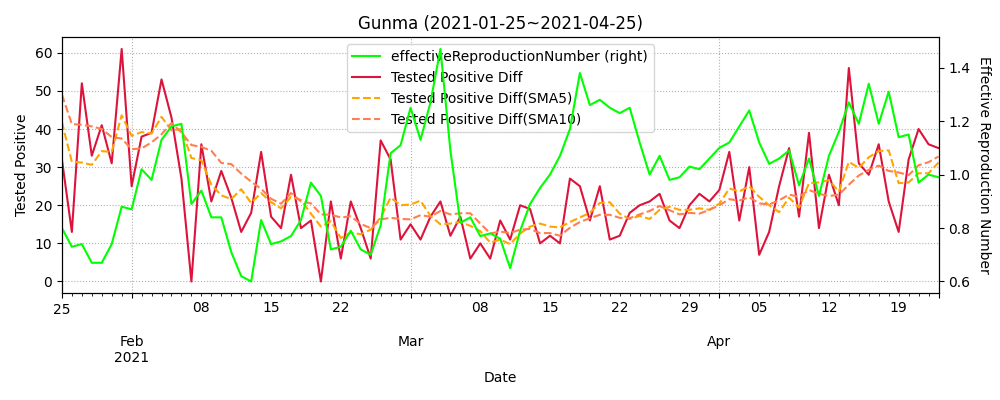 Gunma (2021-01-25~2021-04-25)
effectiveReproductionNumber (right)
Tested Positive Diff
Tested Positive Diff(SMA5)
Tested Positive Diff(SMA10)
Tested Positive
60
50
40
30
20
10
0
1.4
1.2
1.0
0.8
0.6
Effective Reproduction Number
25 08 15 22 08 15 22 29 05 12 19
Feb Mar Apr
2021
Date